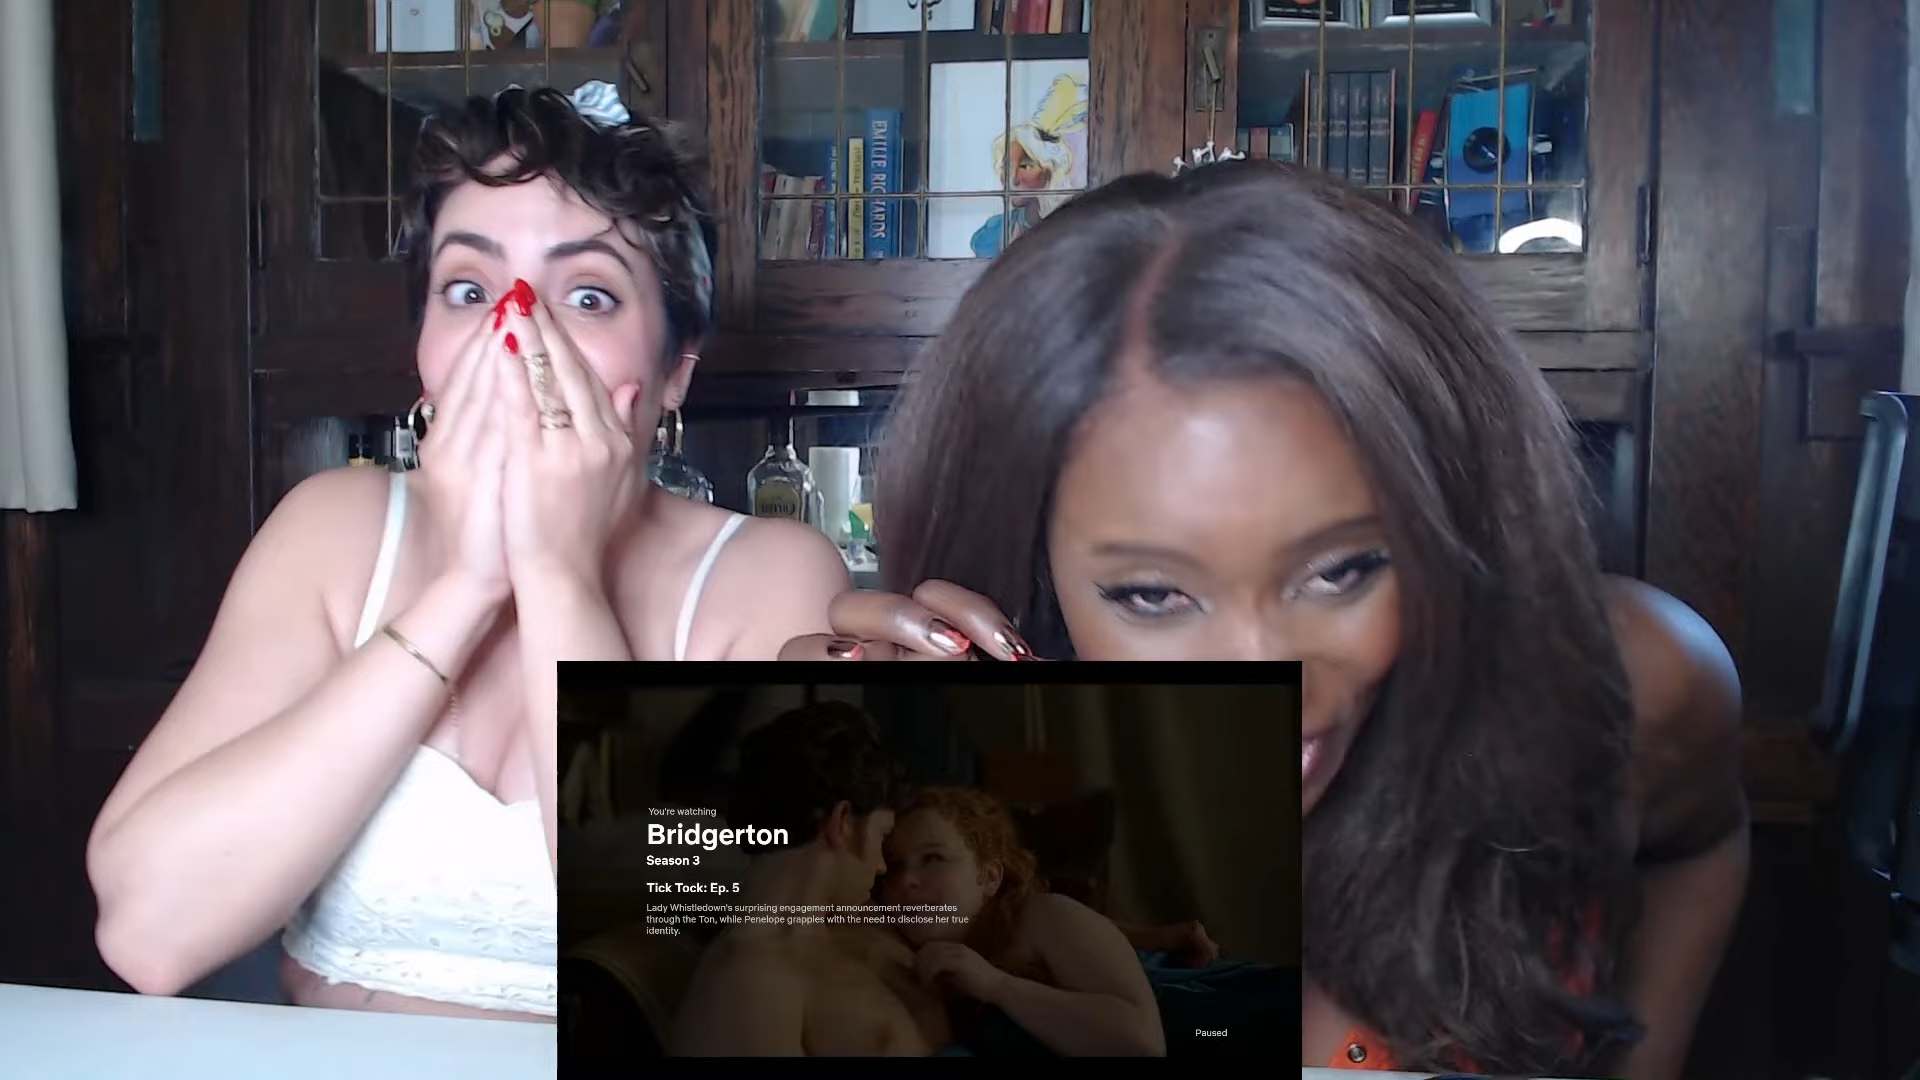 EMILIE RICHARDS
You're watching
Bridgerton
Season 3
Tick Tock: Ep. 5
Lady Whistledown's surprising engagement announcement reverberates
through the Ton, while Penelope grapples with the need to disclose her true
identity.
Paused